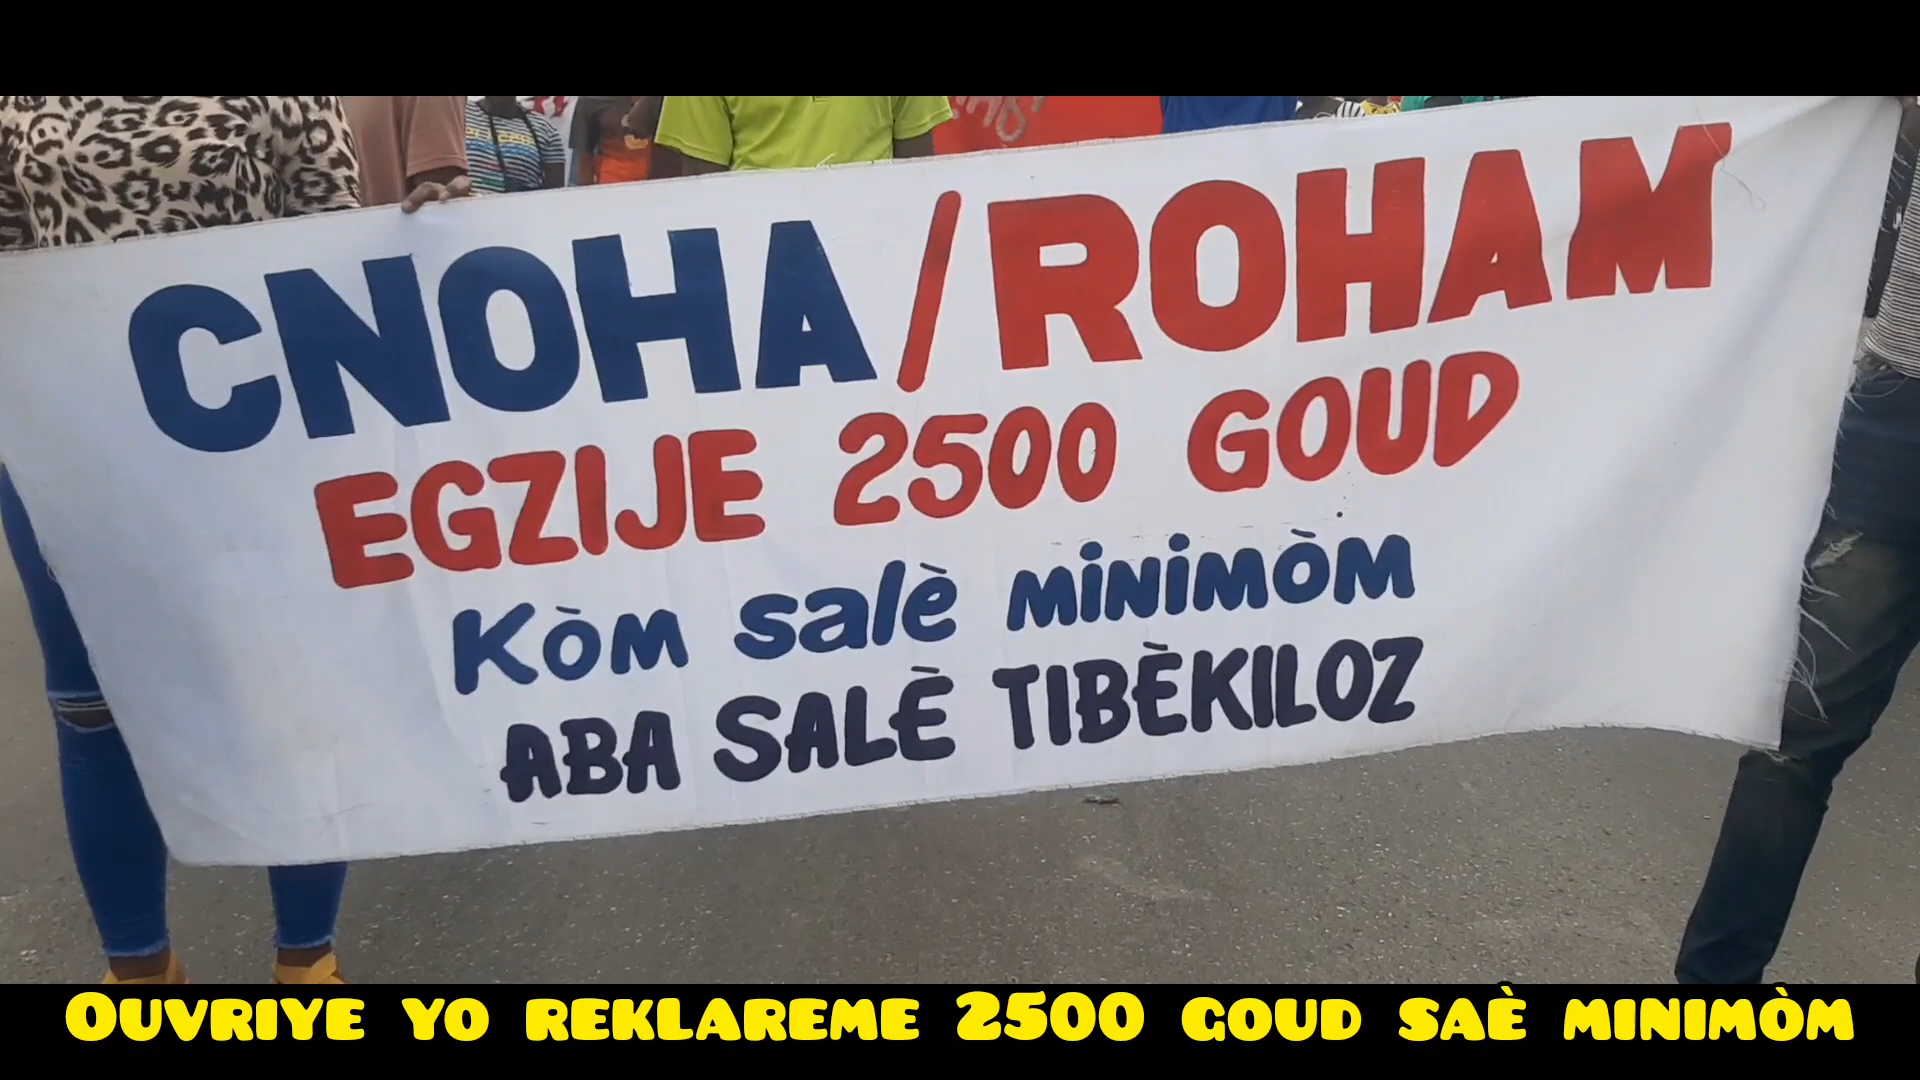 CNOHA/ROHAM
EGZIJE 2500 GOUD
Kòm salè minimòm
ABA SALÈ TIBÈKILOZ
OUVRIYE YO REKLAREME 2500 GOUD SAÈ MINIMÒM